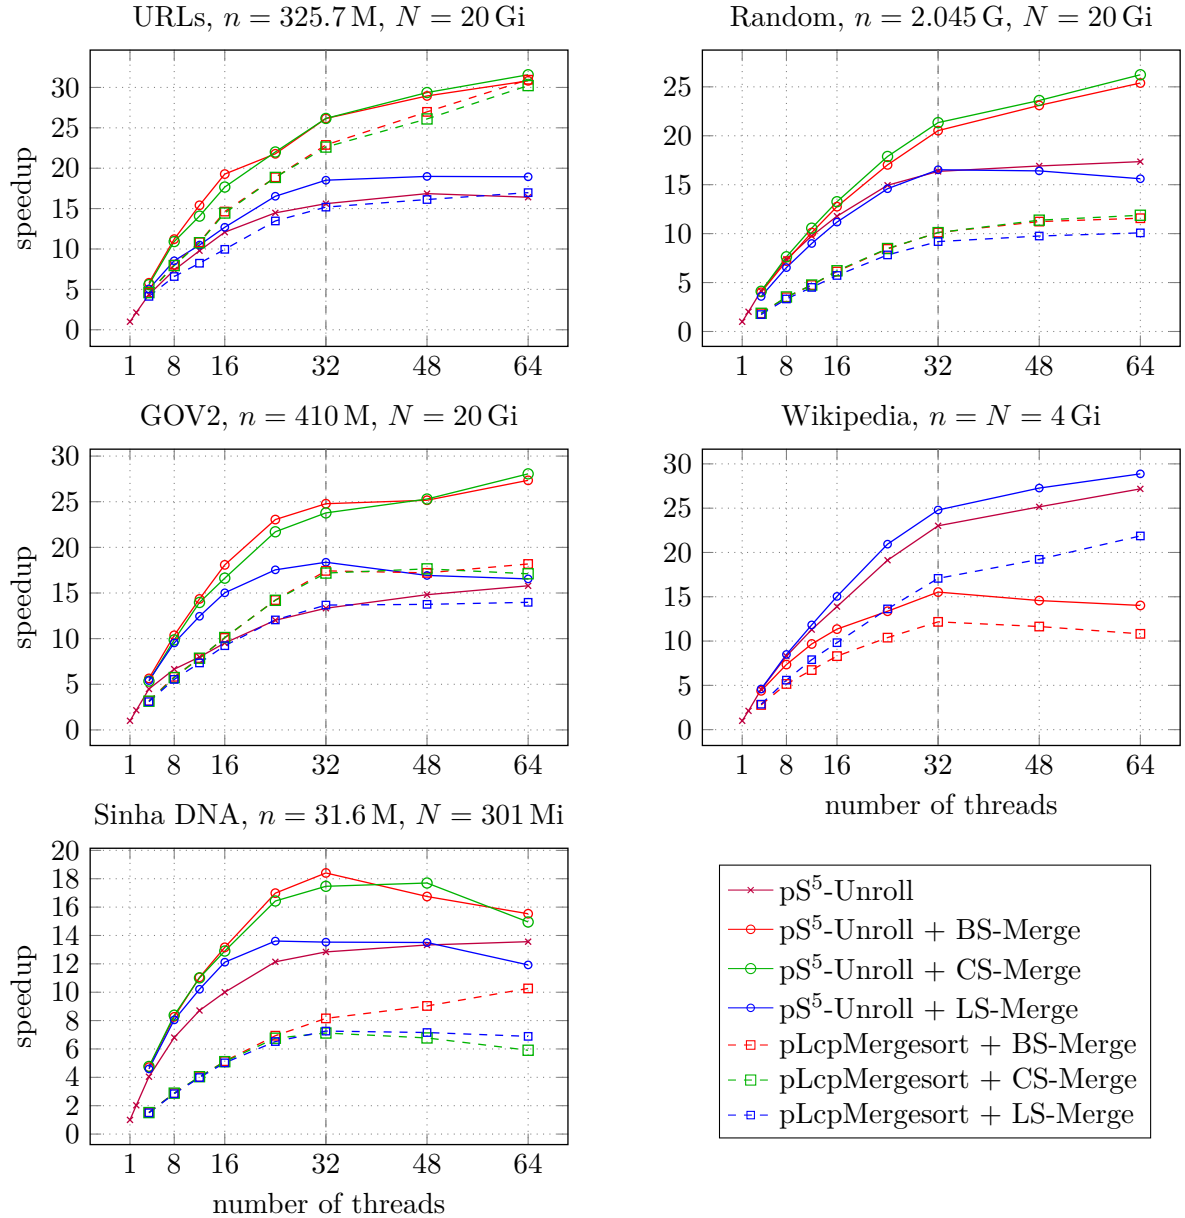 URLs, n = 325.7 M, N = 20 Gi
speedup
30
25
20
15
10
5
0
1 8 16 32 48 64
Random, n = 2.045 G, N = 20 Gi
25
20
15
10
5
0
1 8 16 32 48 64
GOV2, n = 410 M, N = 20 Gi
speedup
30
25
20
15
10
5
0
1 8 16 32 48 64
Wikipedia, n = N = 4 Gi
30
25
20
15
10
5
0
1 8 16 32 48 64
number of threads
Sinha DNA, n = 31.6 M, N = 301 Mi
speedup
20
18
16
14
12
10
8
6
4
2
0
1 8 16 32 48 64
number of threads
pS⁵-Unroll
pS⁵-Unroll + BS-Merge
pS⁵-Unroll + CS-Merge
pS⁵-Unroll + LS-Merge
pLcpMergesort + BS-Merge
pLcpMergesort + CS-Merge
pLcpMergesort + LS-Merge